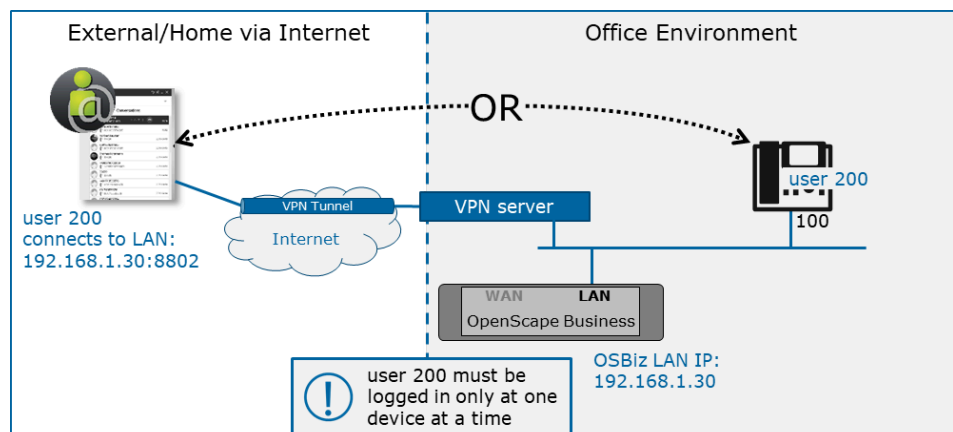 External/Home via Internet
Office Environment
@
OR
user 200
100
VPN Tunnel
VPN server
Internet
user 200
connects to LAN:
192.168.1.30:8802
WAN LAN
OpenScape Business
OSBiz LAN IP:
192.168.1.30
!
user 200 must be
logged in only at one
device at a time